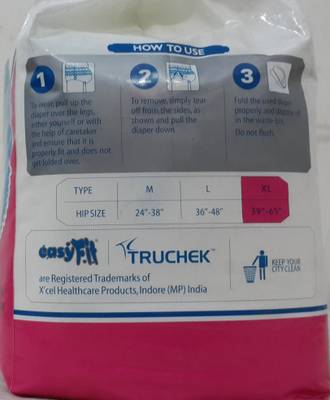 HOW TO USE
1
2
3
To wear, pull up the
diaper over the legs,
either yourself or with
the help of caretaker
and ensure that it is
properly fit and does not
get folded over.
To remove, simply tear
off from the sides, as
shown and pull the
diaper down.
Fold the used diaper
properly and dispose
in the waste bin.
Do not flush.
TYPE M L XL
HIP SIZE 24"-38" 36"-48" 39"-65"
easyFit TRUCHEK™
are Registered Trademarks of
X'cel Healthcare Products, Indore (MP) India
KEEP YOUR
CITY CLEAN